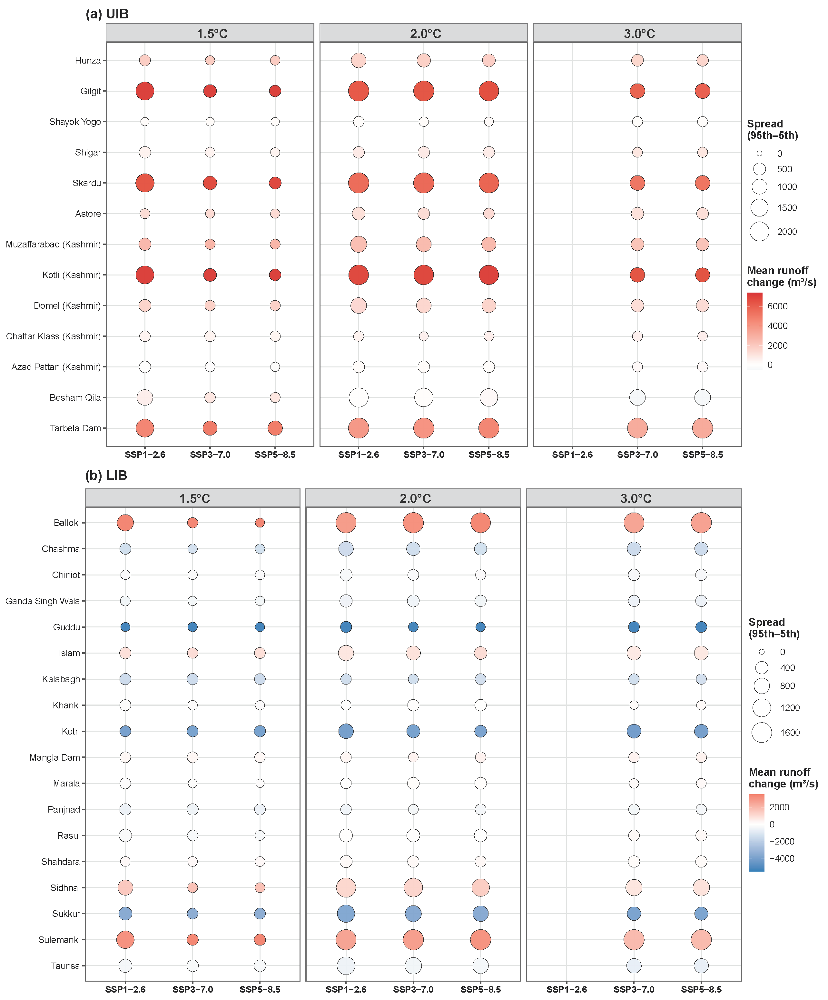 (a) UIB
1.5°C
2.0°C
3.0°C
Hunza
Gilgit
Shayok Yogo
Shigar
Skardu
Astore
Muzaffarabad (Kashmir)
Kotli (Kashmir)
Domel (Kashmir)
Chattar Klass (Kashmir)
Azad Pattan (Kashmir)
Besham Qila
Tarbela Dam
SSP1−2.6
SSP3−7.0
SSP5−8.5
SSP1−2.6
SSP3−7.0
SSP5−8.5
SSP1−2.6
SSP3−7.0
SSP5−8.5
Spread
(95th–5th)
0
500
1000
1500
2000
Mean runoff
change (m³/s)
6000
4000
2000
0
(b) LIB
1.5°C
2.0°C
3.0°C
Balloki
Chashma
Chiniot
Ganda Singh Wala
Guddu
Islam
Kalabagh
Khanki
Kotri
Mangla Dam
Marala
Panjnad
Rasul
Shahdara
Sidhnai
Sukkur
Sulemanki
Taunsa
SSP1−2.6
SSP3−7.0
SSP5−8.5
SSP1−2.6
SSP3−7.0
SSP5−8.5
SSP1−2.6
SSP3−7.0
SSP5−8.5
Spread
(95th–5th)
0
400
800
1200
1600
Mean runoff
change (m³/s)
2000
0
−2000
−4000